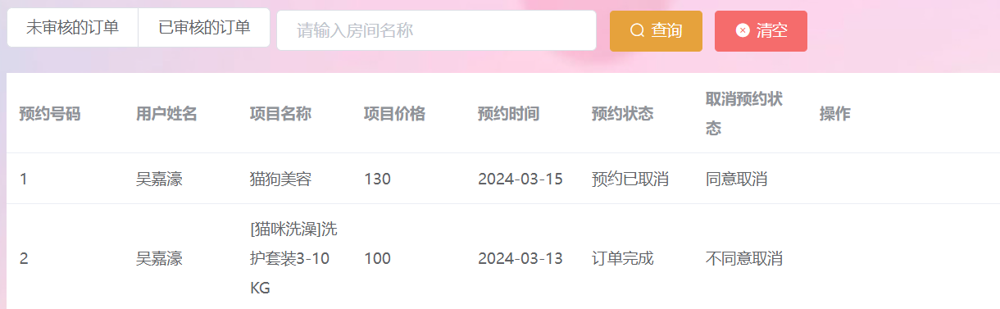 未审核的订单 已审核的订单 请输入房间名称 查询 清空
预约号码 用户姓名 项目名称 项目价格 预约时间 预约状态 取消预约状 操作
态
1 吴嘉濠 猫狗美容 130 2024-03-15 预约已取消 同意取消
[猫咪洗澡]洗
2 吴嘉濠 护套装3-10 100 2024-03-13 订单完成 不同意取消
KG